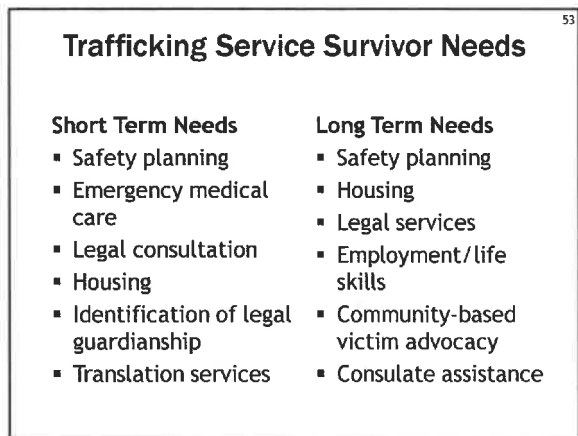 53
Trafficking Service Survivor Needs
Short Term Needs
▪ Safety planning
▪ Emergency medical
care
▪ Legal consultation
▪ Housing
▪ Identification of legal
guardianship
▪ Translation services
Long Term Needs
▪ Safety planning
▪ Housing
▪ Legal services
▪ Employment/life
skills
▪ Community-based
victim advocacy
▪ Consulate assistance